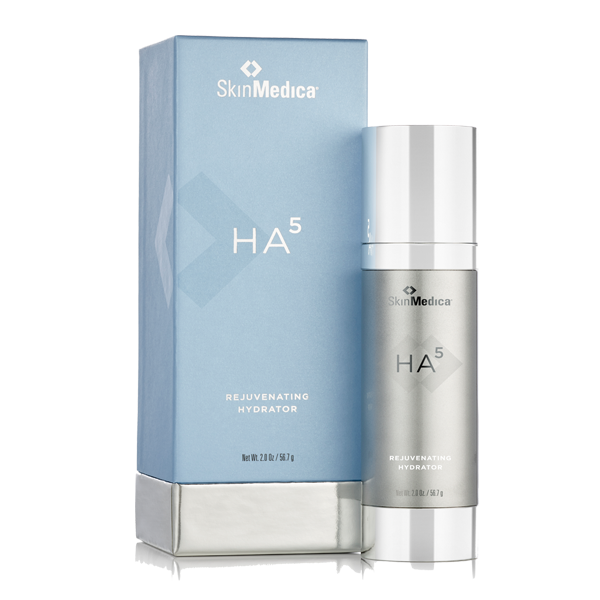 SkinMedica®
HA⁵
REJUVENATING
HYDRATOR
Net Wt. 2.0 Oz / 56.7 g
SkinMedica®
HA⁵
REJUVENATING
HYDRATOR
Net Wt. 2.0 Oz. / 56.7 g